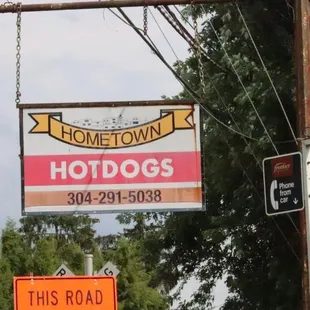 HOMETOWN
HOTDOGS
304-291-5038
Phone
from
car
THIS ROAD